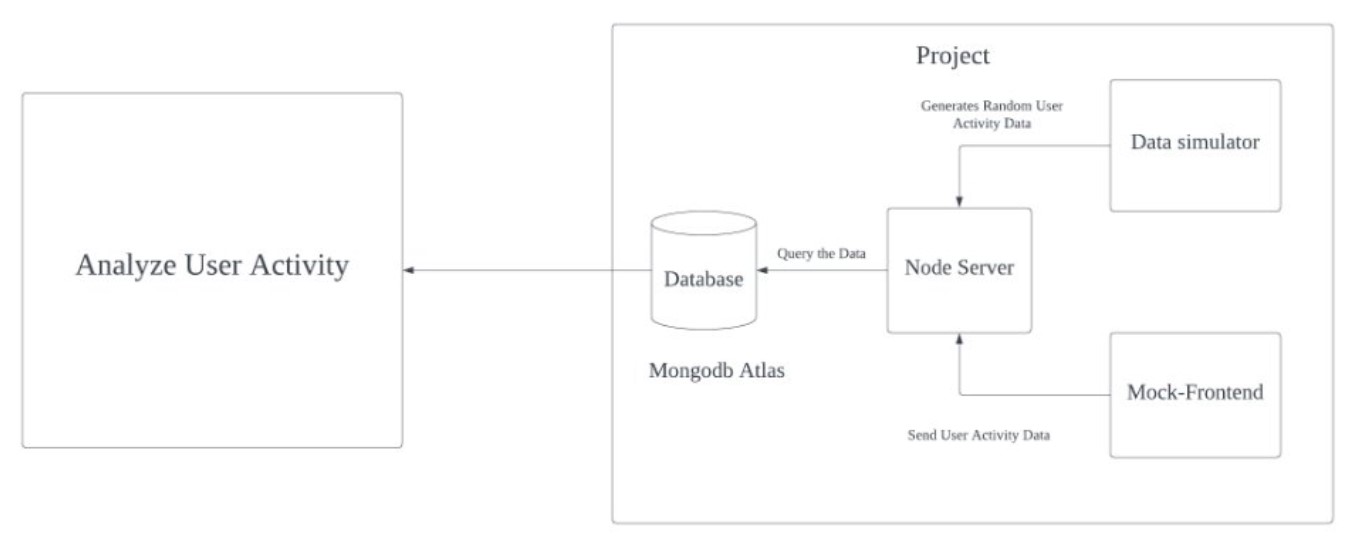 Project
Generates Random User
Activity Data
Data simulator
Analyze User Activity
Query the Data
Node Server
Database
Mongodb Atlas
Mock-Frontend
Send User Activity Data